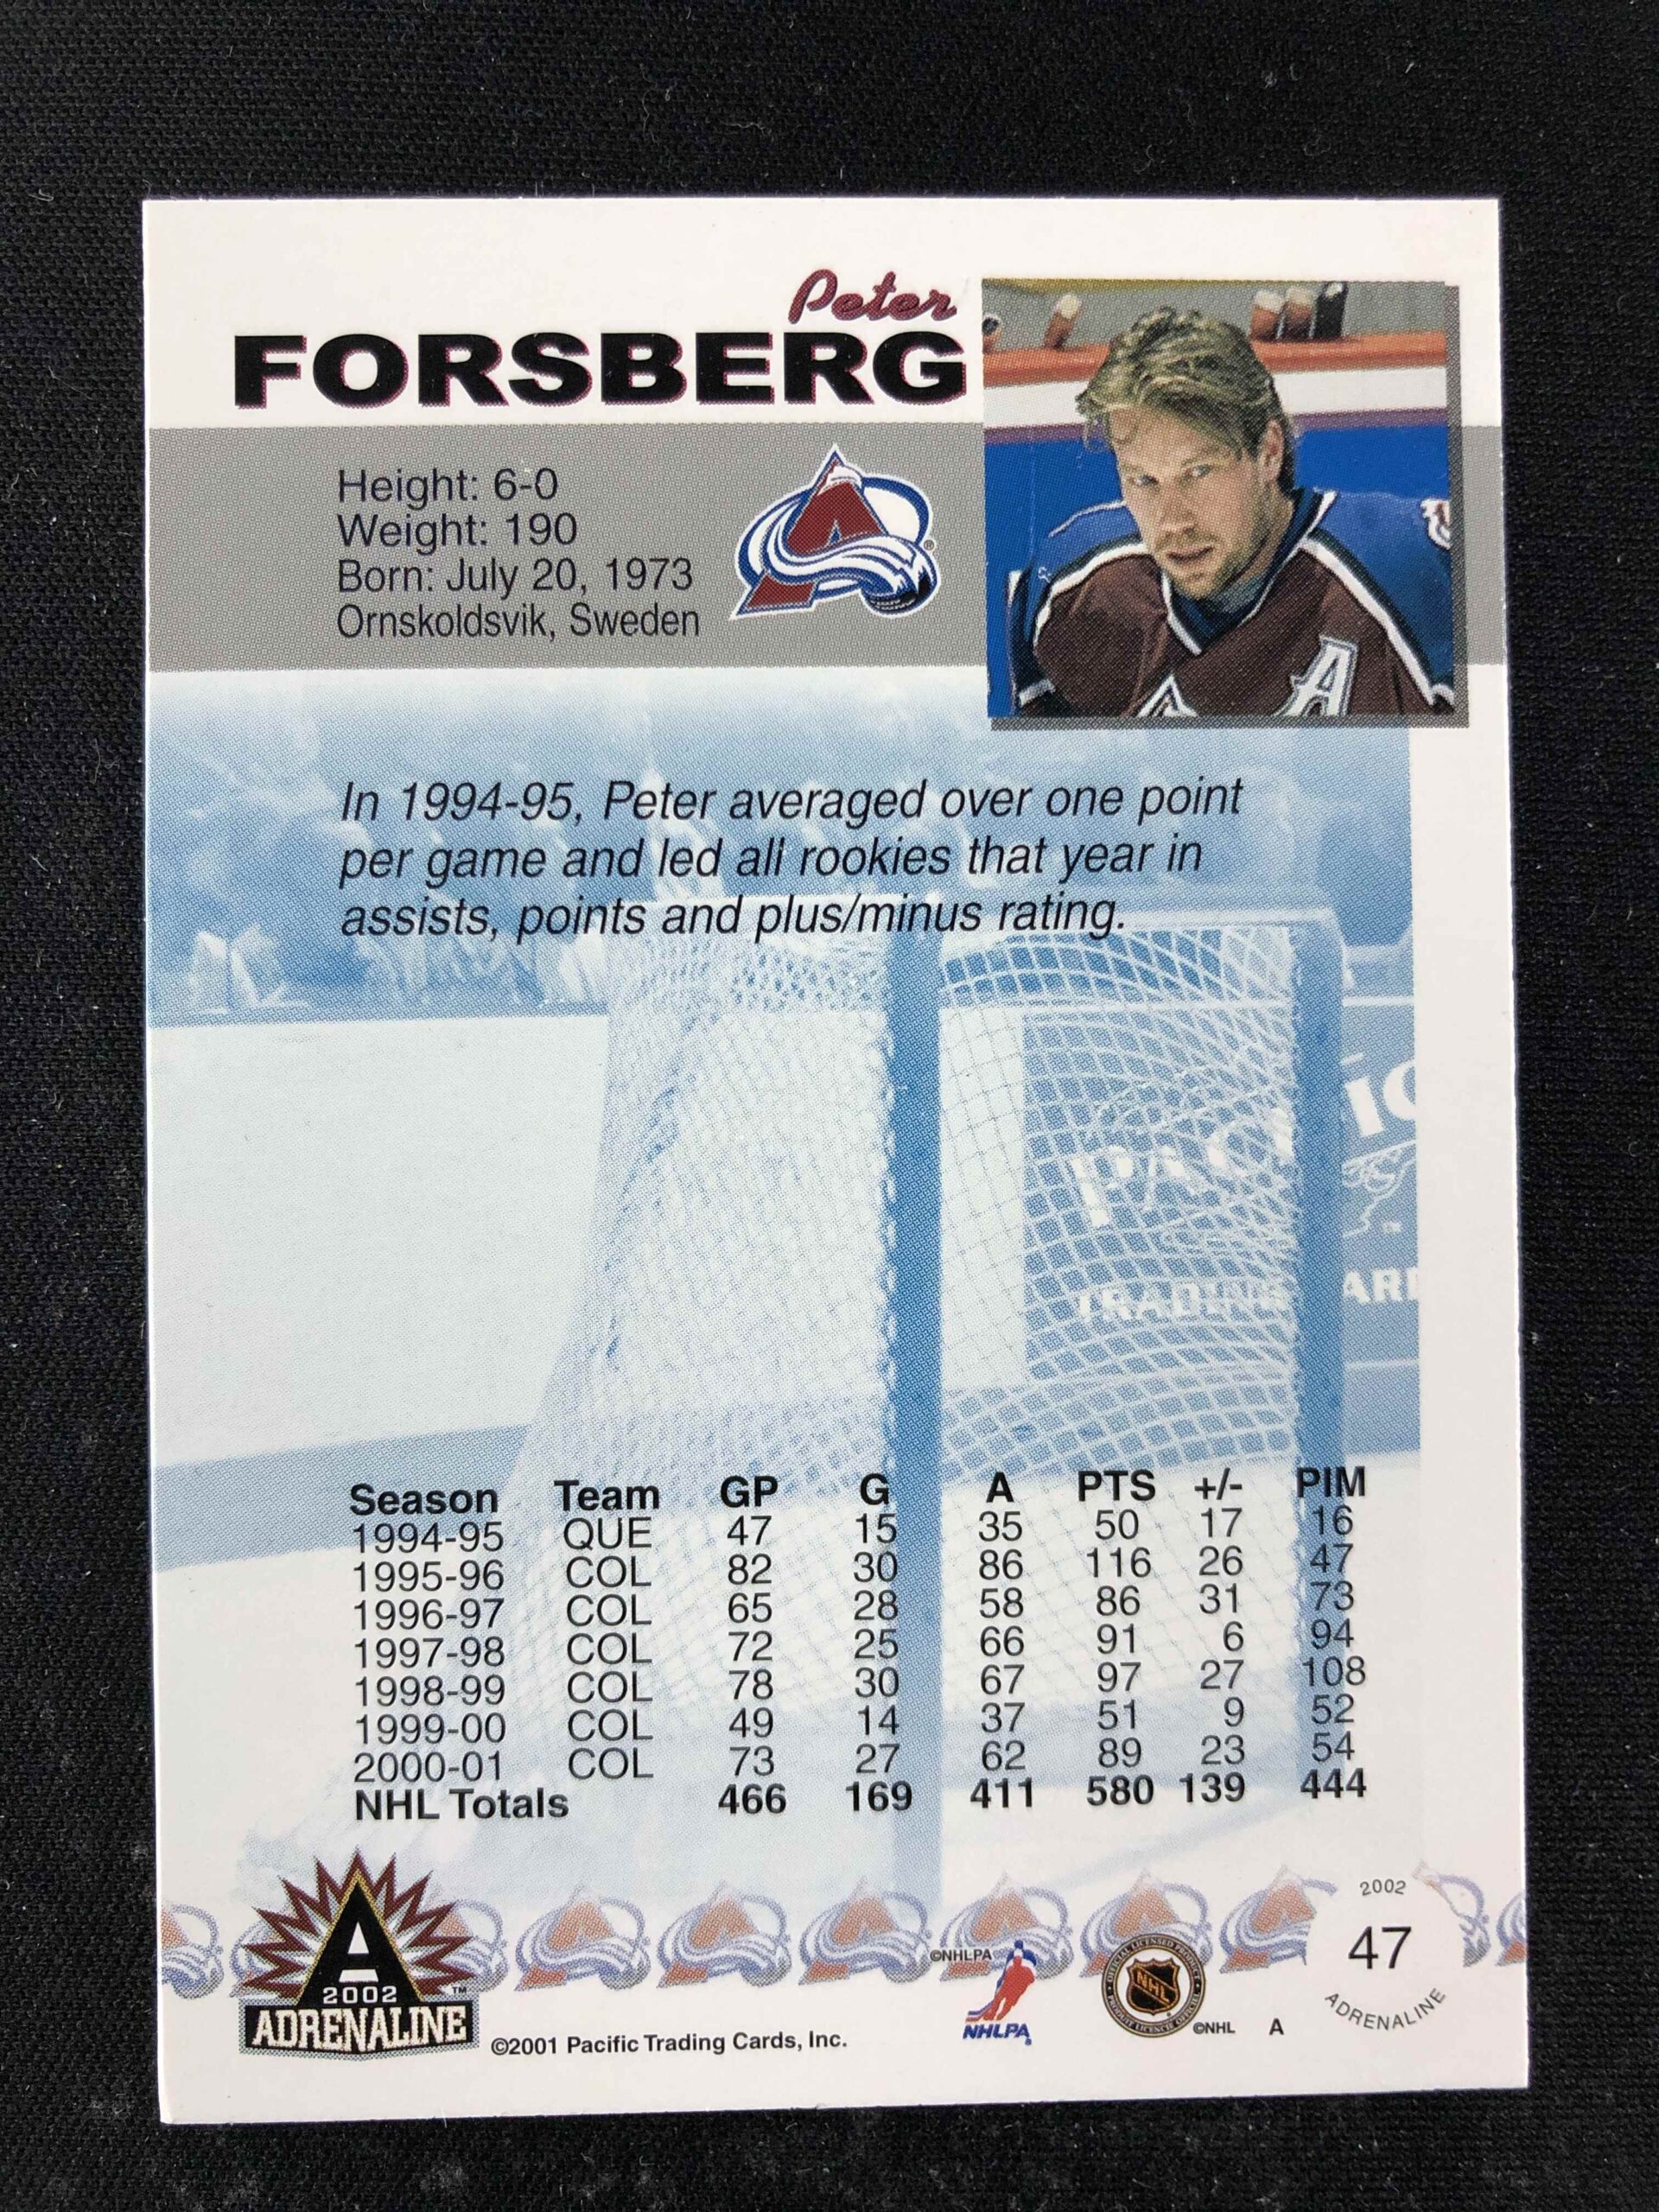 Peter
FORSBERG
Height: 6-0
Weight: 190
Born: July 20, 1973
Ornskoldsvik, Sweden
®
A
In 1994-95, Peter averaged over one point
per game and led all rookies that year in
assists, points and plus/minus rating.
TRADING
Season Team GP G A PTS +/- PIM
1994-95 QUE 47 15 35 50 17 16
1995-96 COL 82 30 86 116 26 47
1996-97 COL 65 28 58 86 31 73
1997-98 COL 72 25 66 91 6 94
1998-99 COL 78 30 67 97 27 108
1999-00 COL 49 14 37 51 9 52
2000-01 COL 73 27 62 89 23 54
NHL Totals 466 169 411 580 139 444
A
2002
ADRENALINE
™
©2001 Pacific Trading Cards, Inc.
©NHLPA
NHLPA
NHL
©NHL
A
2002
47
ADRENALINE